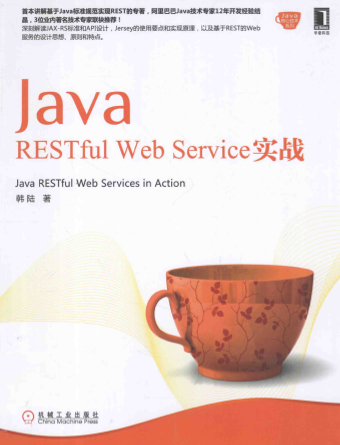 首本讲解基于Java标准规范实现REST的专著，阿里巴巴Java技术专家12年开发经验结
晶，3位业内著名技术专家联袂推荐！
深刻解读JAX-RS标准和API设计，Jersey的使用要点和实现原理，以及基于REST的Web
服务的设计思想、原则和特点。
Java
RESTful Web Service实战
Java RESTful Web Services in Action
韩陆 著
机械工业出版社
China Machine Press